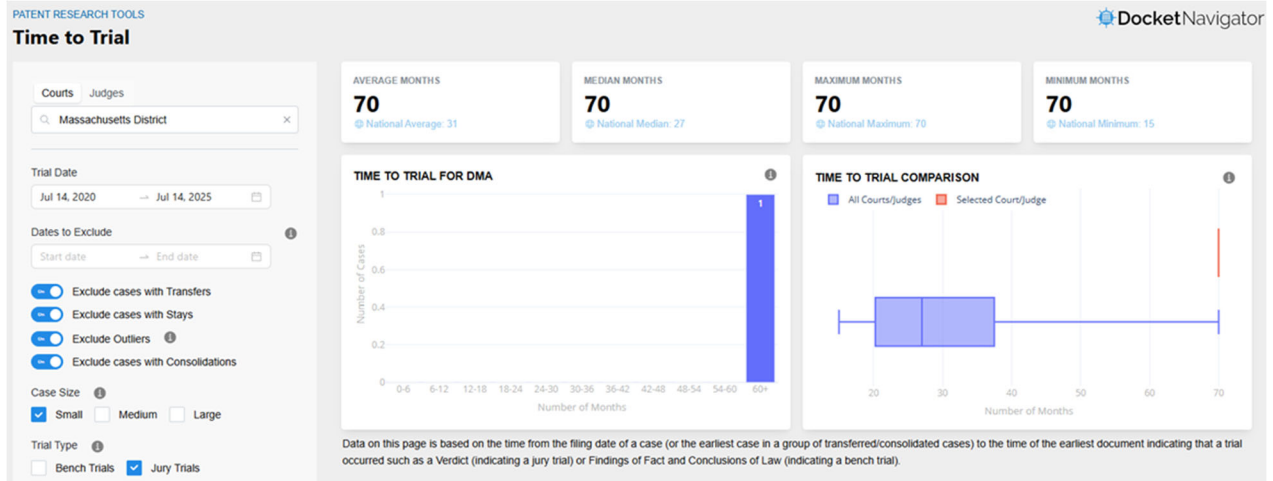 PATENT RESEARCH TOOLS
Time to Trial
DocketNavigator
Courts Judges
Massachusetts District ×
Trial Date
Jul 14, 2020 → Jul 14, 2025
Dates to Exclude
Start date → End date
On Exclude cases with Transfers
On Exclude cases with Stays
On Exclude Outliers
On Exclude cases with Consolidations
Case Size
Small Medium Large
Trial Type
Bench Trials Jury Trials
AVERAGE MONTHS
70
National Average: 31
MEDIAN MONTHS
70
National Median: 27
MAXIMUM MONTHS
70
National Maximum: 70
MINIMUM MONTHS
70
National Minimum: 15
TIME TO TRIAL FOR DMA
1
0.8
0.6
0.4
0.2
0
Number of Cases
1
0-6 6-12 12-18 18-24 24-30 30-36 36-42 42-48 48-54 54-60 60+
Number of Months
TIME TO TRIAL COMPARISON
All Courts/Judges Selected Court/Judge
20 30 40 50 60 70
Number of Months
Data on this page is based on the time from the filing date of a case (or the earliest case in a group of transferred/consolidated cases) to the time of the earliest document indicating that a trial
occurred such as a Verdict (indicating a jury trial) or Findings of Fact and Conclusions of Law (indicating a bench trial).